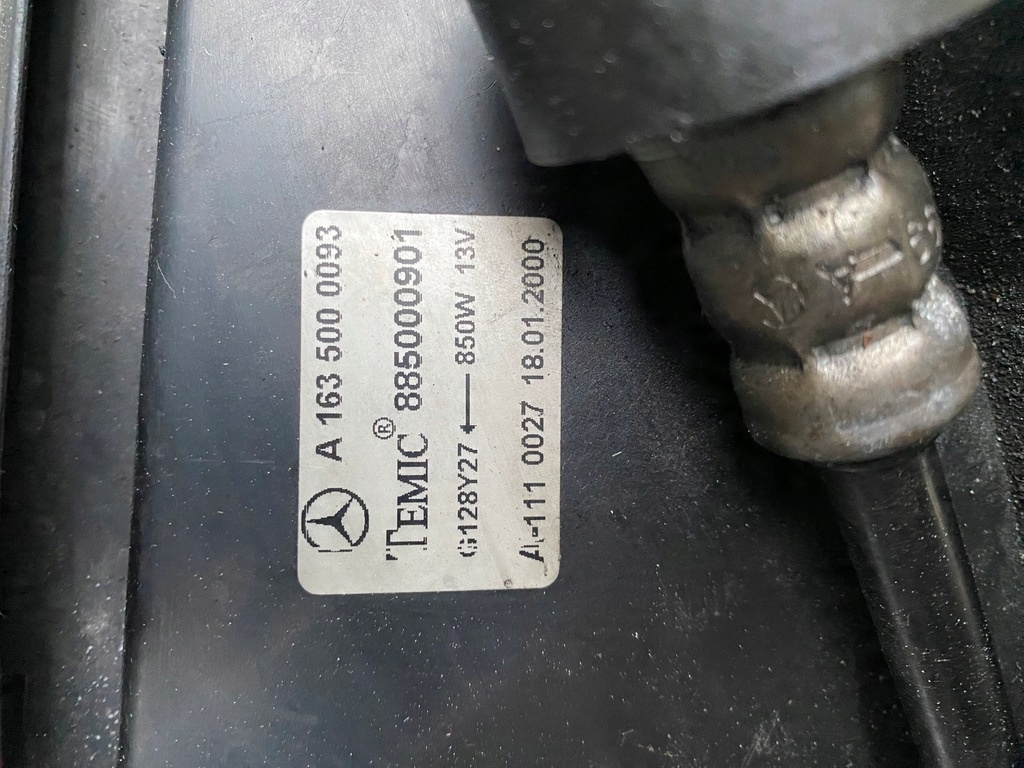 A 163 500 0093
TEMIC® 885000901
G128Y27 ← 850W 13V
A-111 0027 18.01.2000